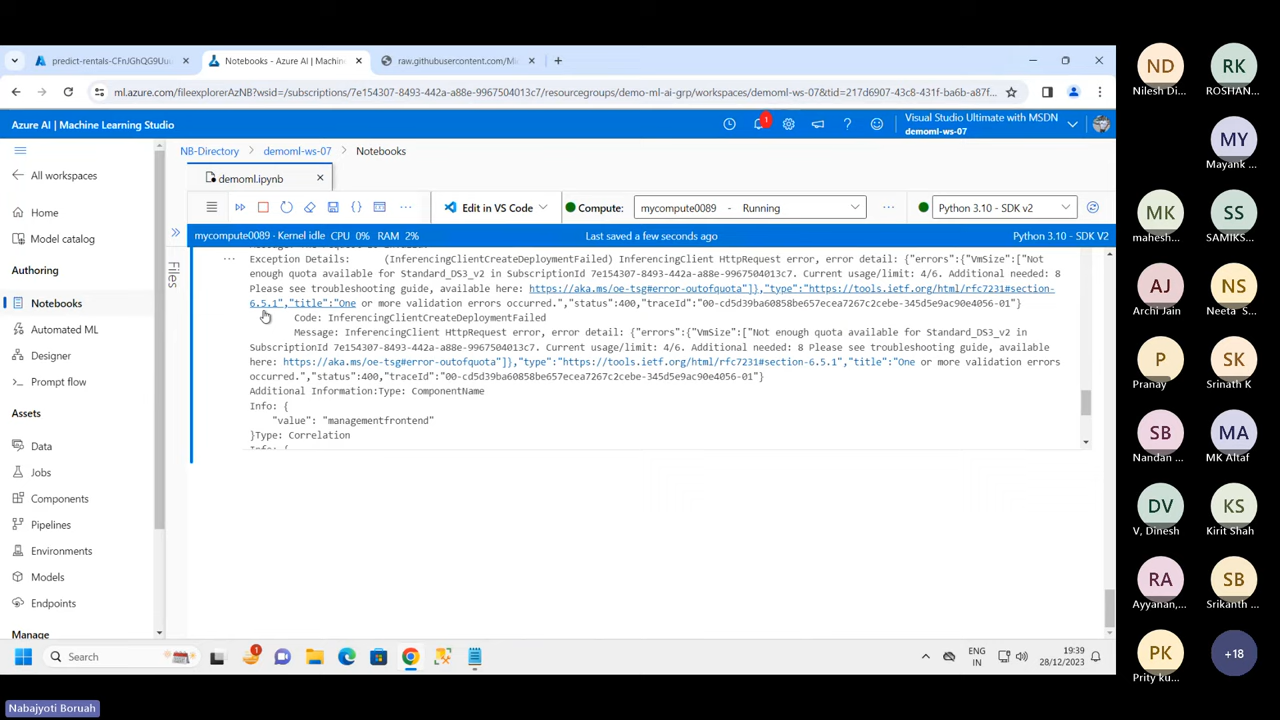 predict-rentals-CFnJGhQG9Uu
Notebooks - Azure AI | Machine L
raw.githubusercontent.com/Mi
ml.azure.com/fileexplorerAzNB?wsid=/subscriptions/7e154307-8493-442a-a88e-9967504013c7/resourcegroups/demo-ml-ai-grp/workspaces/demoml-ws-07&tid=217d6907-43c8-431f-ba6b-a87f...
Azure AI | Machine Learning Studio
1
Visual Studio Ultimate with MSDN
demoml-ws-07
NB-Directory
demoml-ws-07
Notebooks
All workspaces
demoml.ipynb
Edit in VS Code
Compute:
mycompute0089 - Running
Python 3.10 - SDK v2
Home
Model catalog
Authoring
Notebooks
Automated ML
Designer
Prompt flow
Assets
Data
Jobs
Components
Pipelines
Environments
Models
Endpoints
Manage
Files
mycompute0089 · Kernel idle CPU 0% RAM 2%
Last saved a few seconds ago
Python 3.10 - SDK V2
Exception Details: (InferencingClientCreateDeploymentFailed) InferencingClient HttpRequest error, error detail: {"errors":{"VmSize":["Not
enough quota available for Standard_DS3_v2 in SubscriptionId 7e154307-8493-442a-a88e-9967504013c7. Current usage/limit: 4/6. Additional needed: 8
Please see troubleshooting guide, available here: https://aka.ms/oe-tsg#error-outofquota"]},"type":"https://tools.ietf.org/html/rfc7231#section-
6.5.1","title":"One or more validation errors occurred.","status":400,"traceId":"00-cd5d39ba60858be657ecea7267c2cebe-345d5e9ac90e4056-01"}
Code: InferencingClientCreateDeploymentFailed
Message: InferencingClient HttpRequest error, error detail: {"errors":{"VmSize":["Not enough quota available for Standard_DS3_v2 in
SubscriptionId 7e154307-8493-442a-a88e-9967504013c7. Current usage/limit: 4/6. Additional needed: 8 Please see troubleshooting guide, available
here: https://aka.ms/oe-tsg#error-outofquota"]},"type":"https://tools.ietf.org/html/rfc7231#section-6.5.1","title":"One or more validation errors
occurred.","status":400,"traceId":"00-cd5d39ba60858be657ecea7267c2cebe-345d5e9ac90e4056-01"}
Additional Information:Type: ComponentName
Info: {
"value": "managementfrontend"
}Type: Correlation
Info: {
Search
1
ENG
IN
19:39
28/12/2023
Nabajyoti Boruah
ND
Nilesh Di...
RK
ROSHAN...
MY
Mayank ...
MK
mahesh...
SS
SAMIKS...
AJ
Archi Jain
NS
Neeta S...
P
Pranay
SK
Srinath K
SB
Nandan ...
MA
MK Altaf
DV
V, Dinesh
KS
Kirit Shah
RA
Ayyanan,...
SB
Srikanth ...
PK
Prity ku...
+18